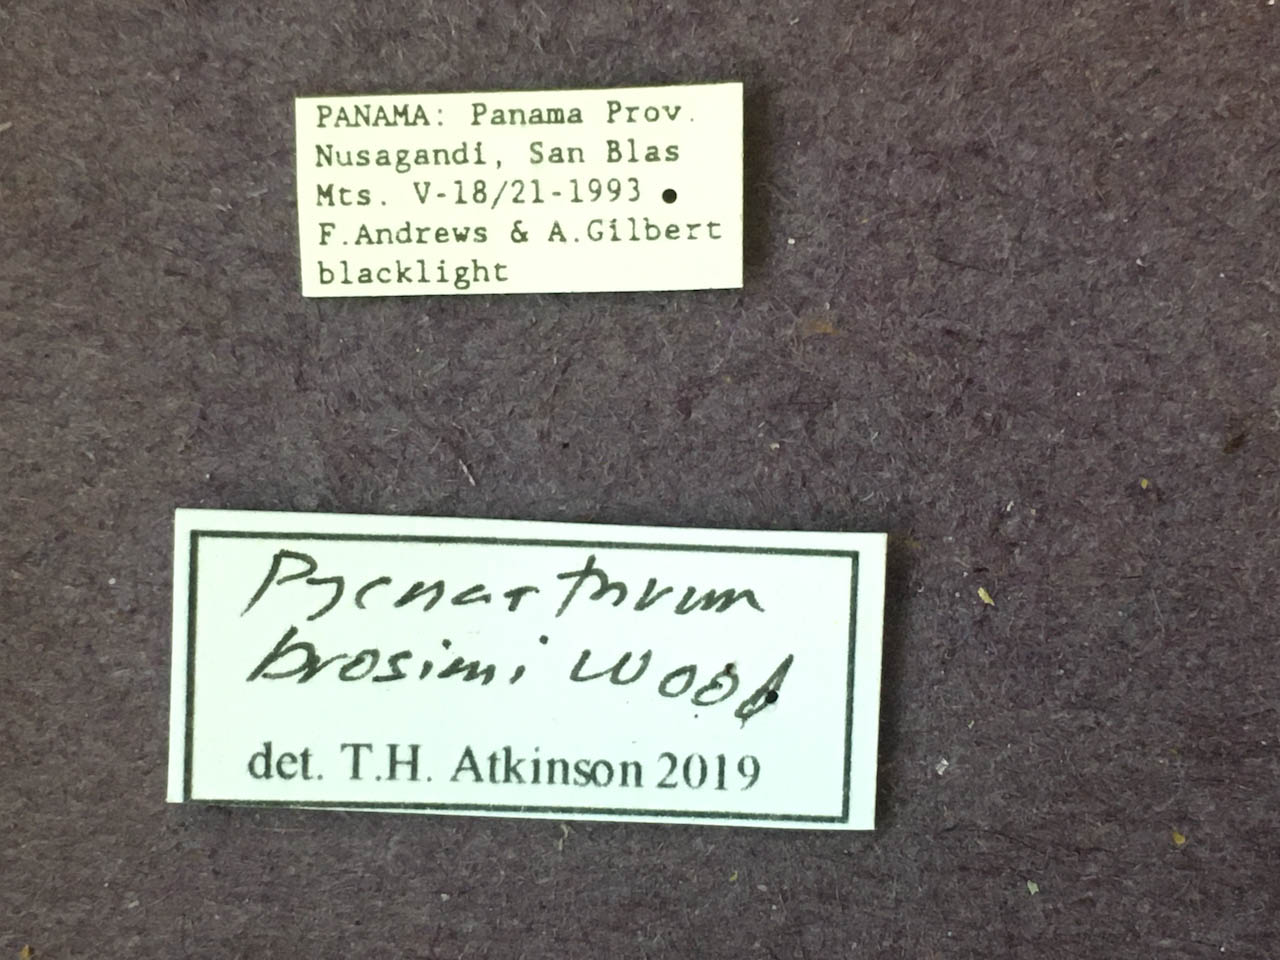 PANAMA: Panama Prov.
Nusagandi, San Blas
Mts. V-18/21-1993
F.Andrews & A.Gilbert
blacklight
Pycnarthrum
brosimi Wood
det. T.H. Atkinson 2019